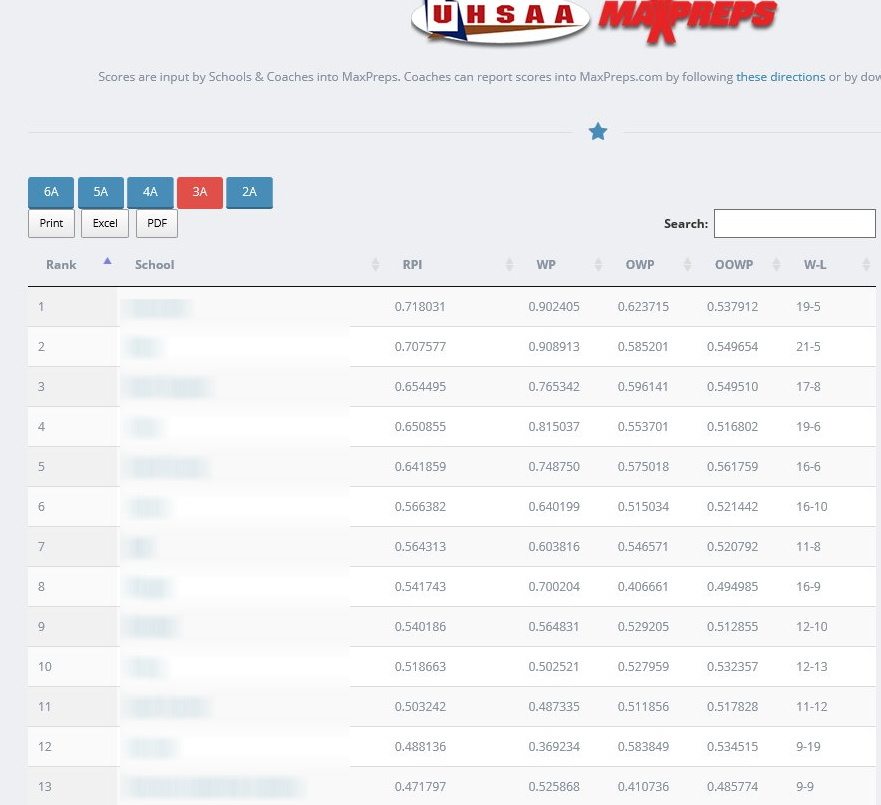 UHSAA MAXPREPS
Scores are input by Schools & Coaches into MaxPreps. Coaches can report scores into MaxPreps.com by following these directions or by dow
6A 5A 4A 3A 2A
Print Excel PDF Search:
Rank School RPI WP OWP OOWP W-L
1 0.718031 0.902405 0.623715 0.537912 19-5
2 0.707577 0.908913 0.585201 0.549654 21-5
3 0.654495 0.765342 0.596141 0.549510 17-8
4 0.650855 0.815037 0.553701 0.516802 19-6
5 0.641859 0.748750 0.575018 0.561759 16-6
6 0.566382 0.640199 0.515034 0.521442 16-10
7 0.564313 0.603816 0.546571 0.520792 11-8
8 0.541743 0.700204 0.406661 0.494985 16-9
9 0.540186 0.564831 0.529205 0.512855 12-10
10 0.518663 0.502521 0.527959 0.532357 12-13
11 0.503242 0.487335 0.511856 0.517828 11-12
12 0.488136 0.369234 0.583849 0.534515 9-19
13 0.471797 0.525868 0.410736 0.485774 9-9